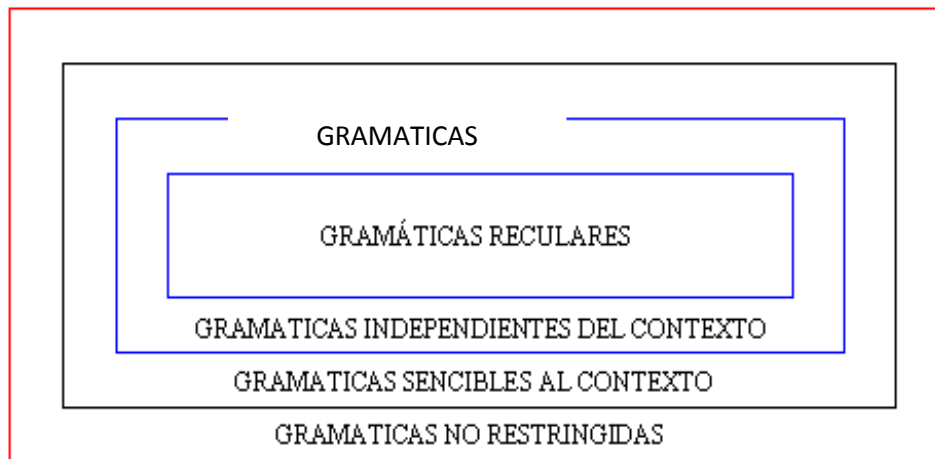 GRAMATICAS
GRAMÁTICAS RECULARES
GRAMATICAS INDEPENDIENTES DEL CONTEXTO
GRAMATICAS SENCIBLES AL CONTEXTO
GRAMATICAS NO RESTRINGIDAS